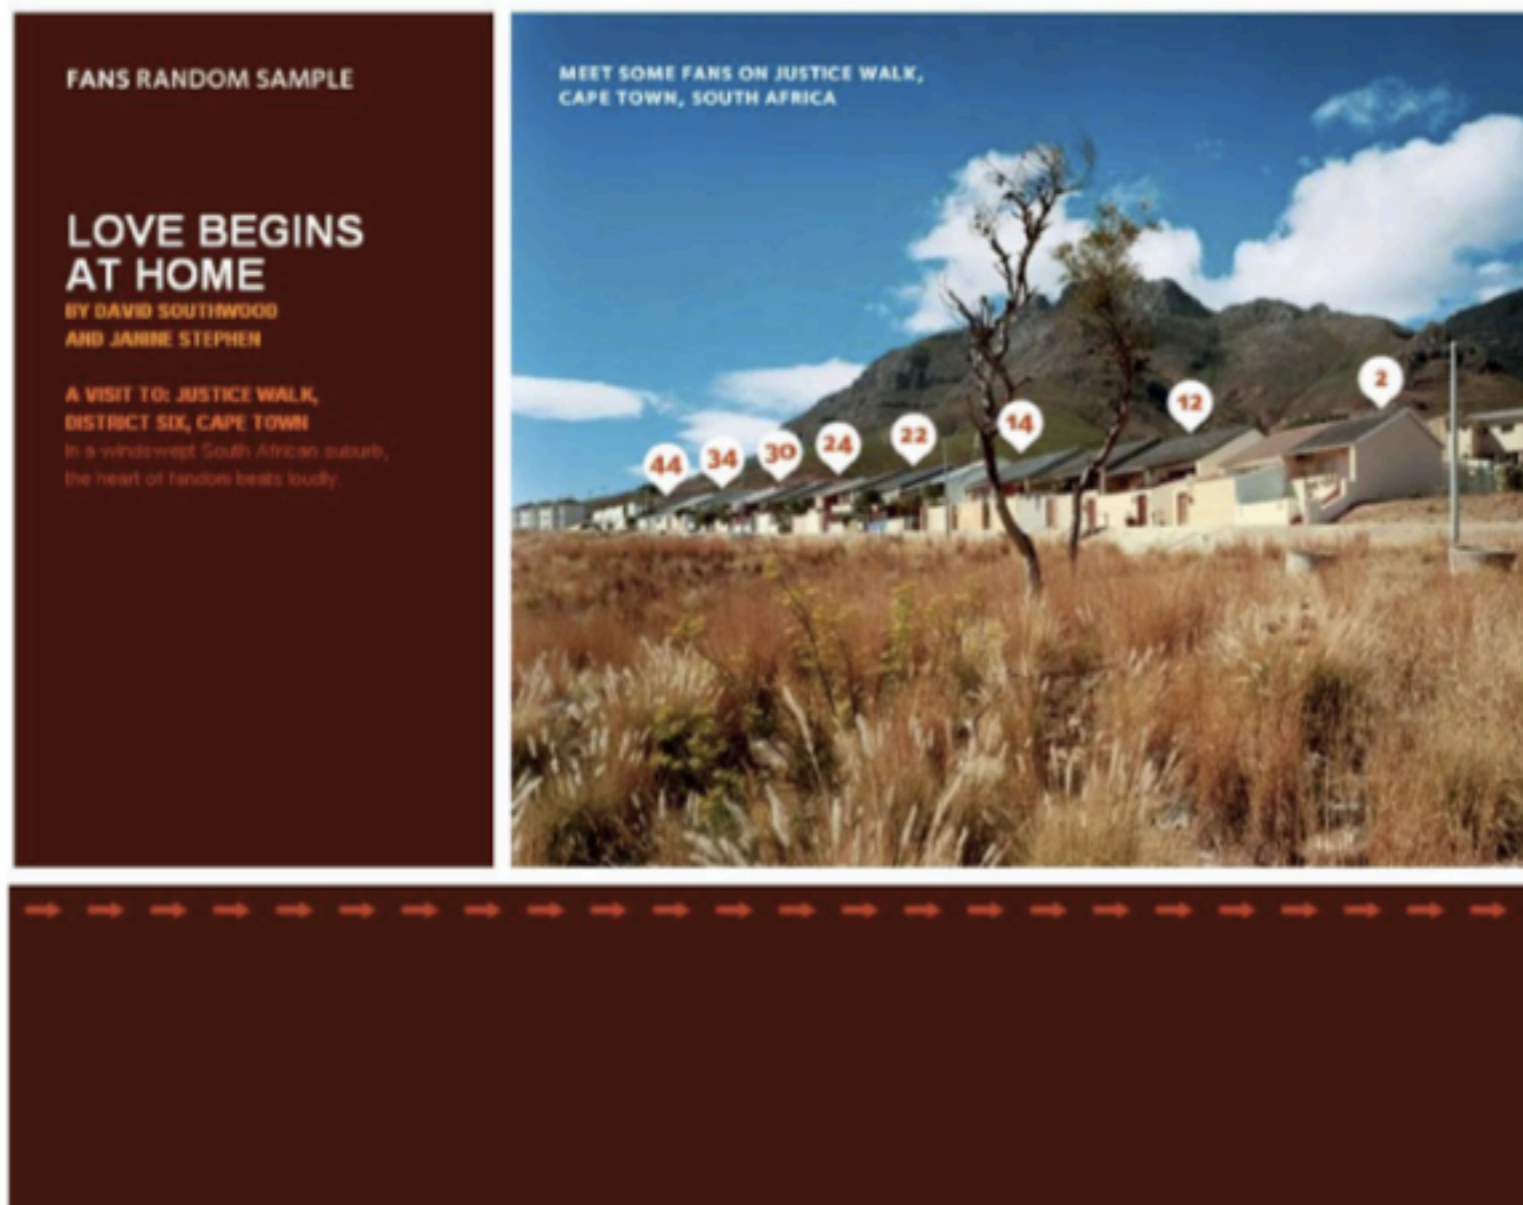 FANS RANDOM SAMPLE
LOVE BEGINS
AT HOME
BY DAVID SOUTHWOOD
AND JANINE STEPHEN
A VISIT TO: JUSTICE WALK,
DISTRICT SIX, CAPE TOWN
In a windswept South African suburb,
the heart of fandom beats loudly.
MEET SOME FANS ON JUSTICE WALK,
CAPE TOWN, SOUTH AFRICA
44 34 30 24 22 14 12 2